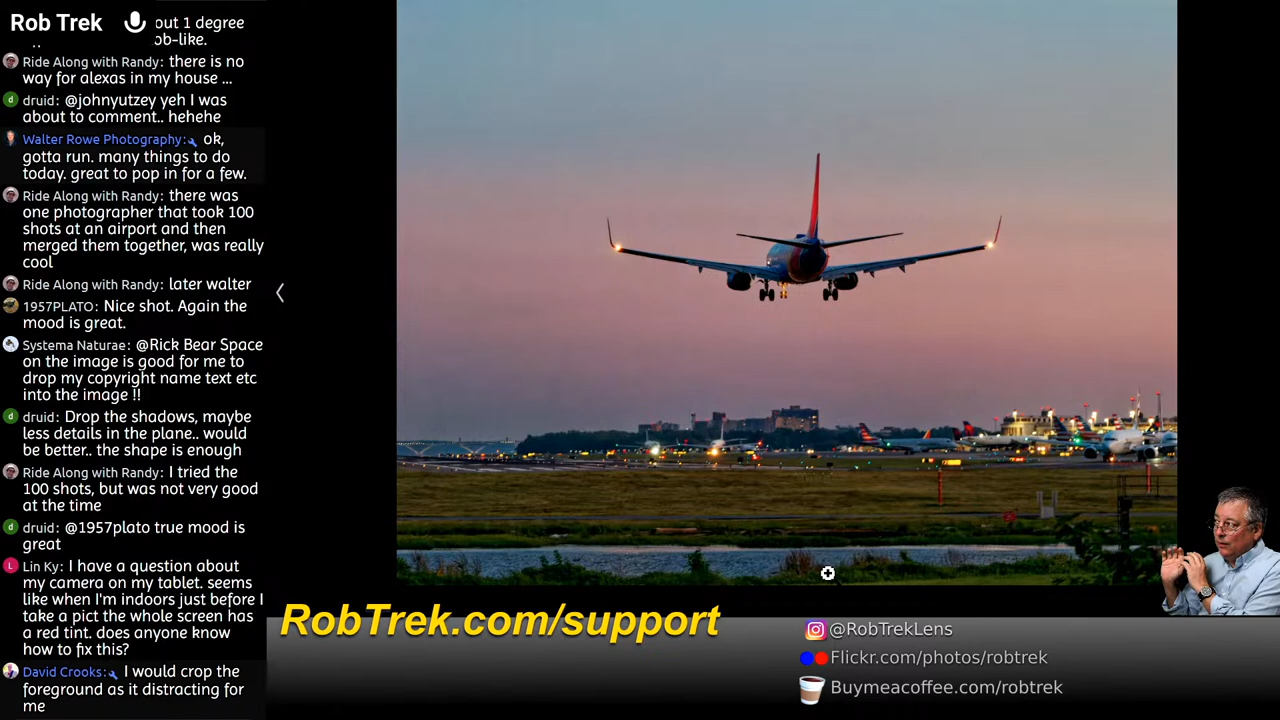 Rob Trek
out 1 degree
ob-like.
Ride Along with Randy: there is no
way for alexas in my house ...
druid: @johnyutzey yeh I was
about to comment.. hehehe
Walter Rowe Photography: ok,
gotta run. many things to do
today. great to pop in for a few.
Ride Along with Randy: there was
one photographer that took 100
shots at an airport and then
merged them together, was really
cool
Ride Along with Randy: later walter
1957PLATO: Nice shot. Again the
mood is great.
Systema Naturae: @Rick Bear Space
on the image is good for me to
drop my copyright name text etc
into the image !!
druid: Drop the shadows, maybe
less details in the plane.. would
be better.. the shape is enough
Ride Along with Randy: I tried the
100 shots, but was not very good
at the time
druid: @1957plato true mood is
great
Lin Ky: I have a question about
my camera on my tablet. seems
like when I'm indoors just before I
take a pict the whole screen has
a red tint. does anyone know
how to fix this?
David Crooks: I would crop the
foreground as it distracting for
me
RobTrek.com/support
@RobTrekLens
Flickr.com/photos/robtrek
Buymeacoffee.com/robtrek